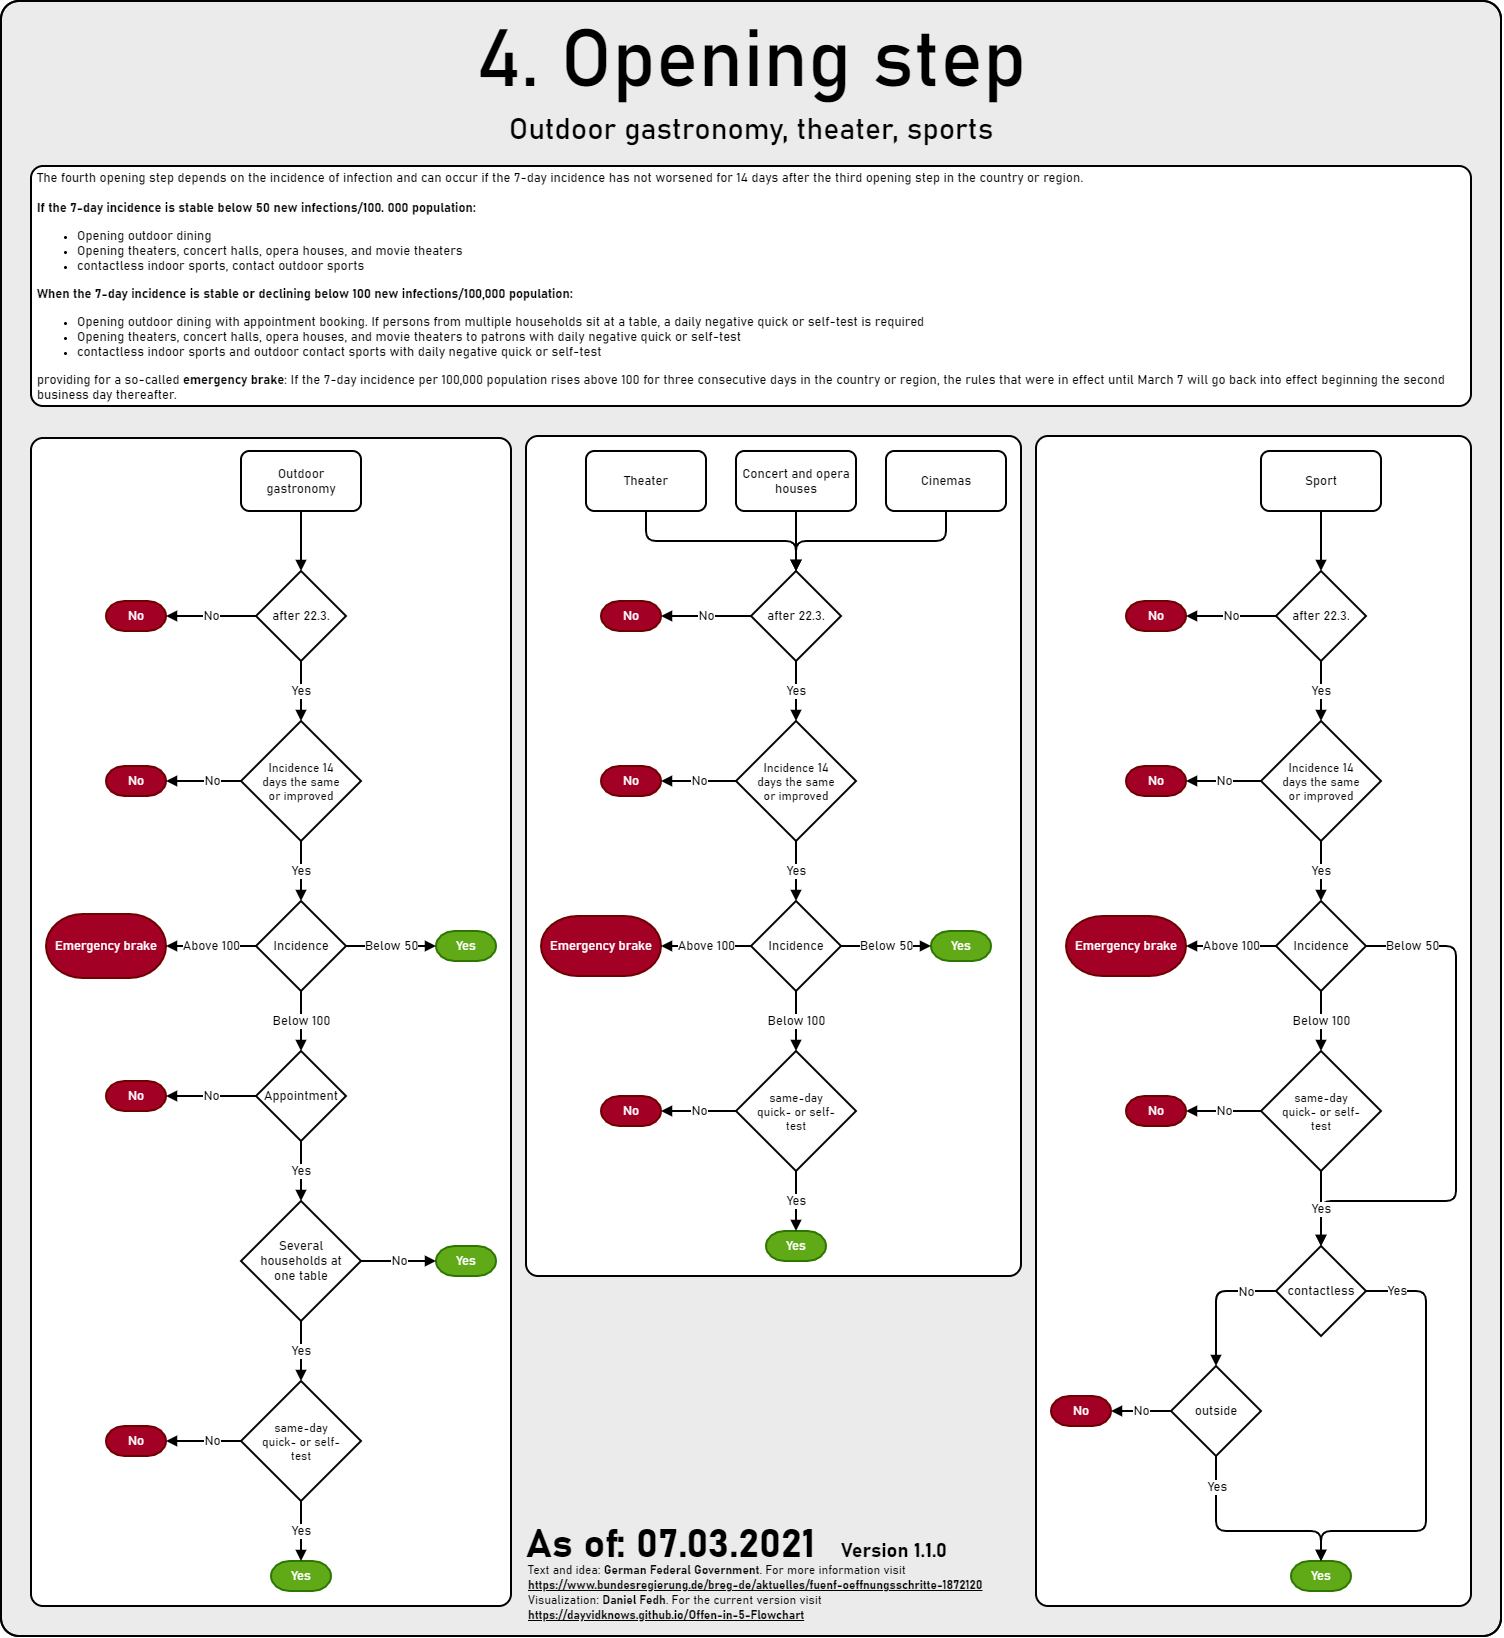 4. Opening step
Outdoor gastronomy, theater, sports
The fourth opening step depends on the incidence of infection and can occur if the 7-day incidence has not worsened for 14 days after the third opening step in the country or region.
If the 7-day incidence is stable below 50 new infections/100. 000 population:
• Opening outdoor dining
• Opening theaters, concert halls, opera houses, and movie theaters
• contactless indoor sports, contact outdoor sports
When the 7-day incidence is stable or declining below 100 new infections/100,000 population:
• Opening outdoor dining with appointment booking. If persons from multiple households sit at a table, a daily negative quick or self-test is required
• Opening theaters, concert halls, opera houses, and movie theaters to patrons with daily negative quick or self-test
• contactless indoor sports and outdoor contact sports with daily negative quick or self-test
providing for a so-called emergency brake: If the 7-day incidence per 100,000 population rises above 100 for three consecutive days in the country or region, the rules that were in effect until March 7 will go back into effect beginning the second
business day thereafter.
Outdoor
gastronomy
after 22.3.
No
No
Yes
Incidence 14
days the same
or improved
No
No
Yes
Incidence
Above 100
Emergency brake
Below 50
Yes
Below 100
Appointment
No
No
Yes
Several
households at
one table
No
Yes
Yes
same-day
quick- or self-
test
No
No
Yes
Yes
Theater
Concert and opera
houses
Cinemas
after 22.3.
No
No
Yes
Incidence 14
days the same
or improved
No
No
Yes
Incidence
Above 100
Emergency brake
Below 50
Yes
Below 100
same-day
quick- or self-
test
No
No
Yes
Yes
Sport
after 22.3.
No
No
Yes
Incidence 14
days the same
or improved
No
No
Yes
Incidence
Above 100
Emergency brake
Below 50
Below 100
same-day
quick- or self-
test
No
No
Yes
contactless
No
Yes
outside
No
No
Yes
Yes
As of: 07.03.2021 Version 1.1.0
Text and idea: German Federal Government. For more information visit
https://www.bundesregierung.de/breg-de/aktuelles/fuenf-oeffnungsschritte-1872120
Visualization: Daniel Fedh. For the current version visit
https://dayvidknows.github.io/Offen-in-5-Flowchart